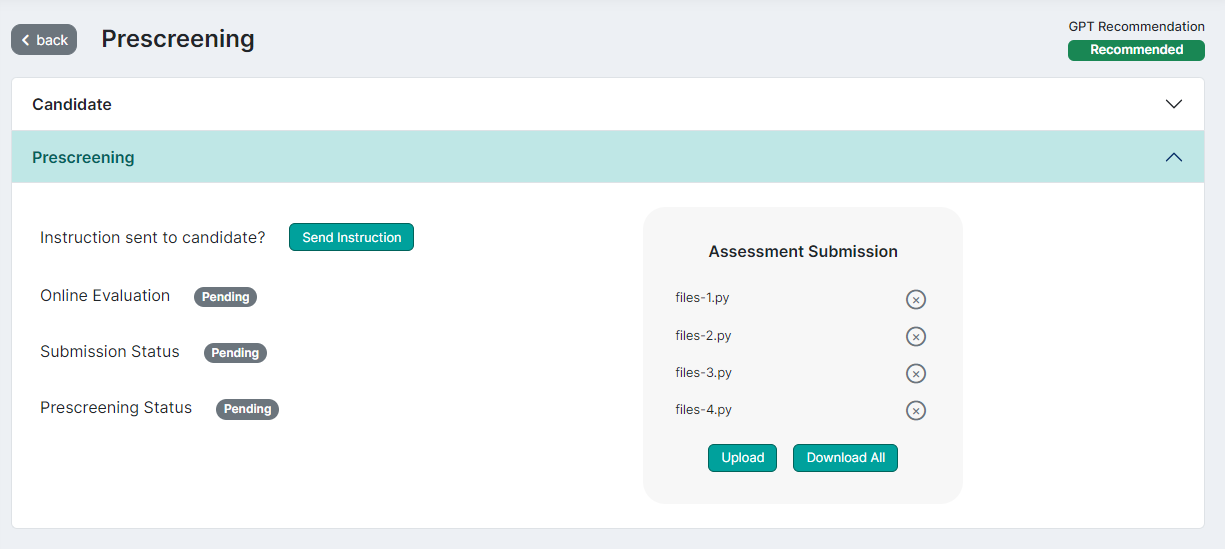 back
Prescreening
GPT Recommendation
Recommended
Candidate
Prescreening
Instruction sent to candidate? Send Instruction
Online Evaluation Pending
Submission Status Pending
Prescreening Status Pending
Assessment Submission
files-1.py
files-2.py
files-3.py
files-4.py
Upload Download All